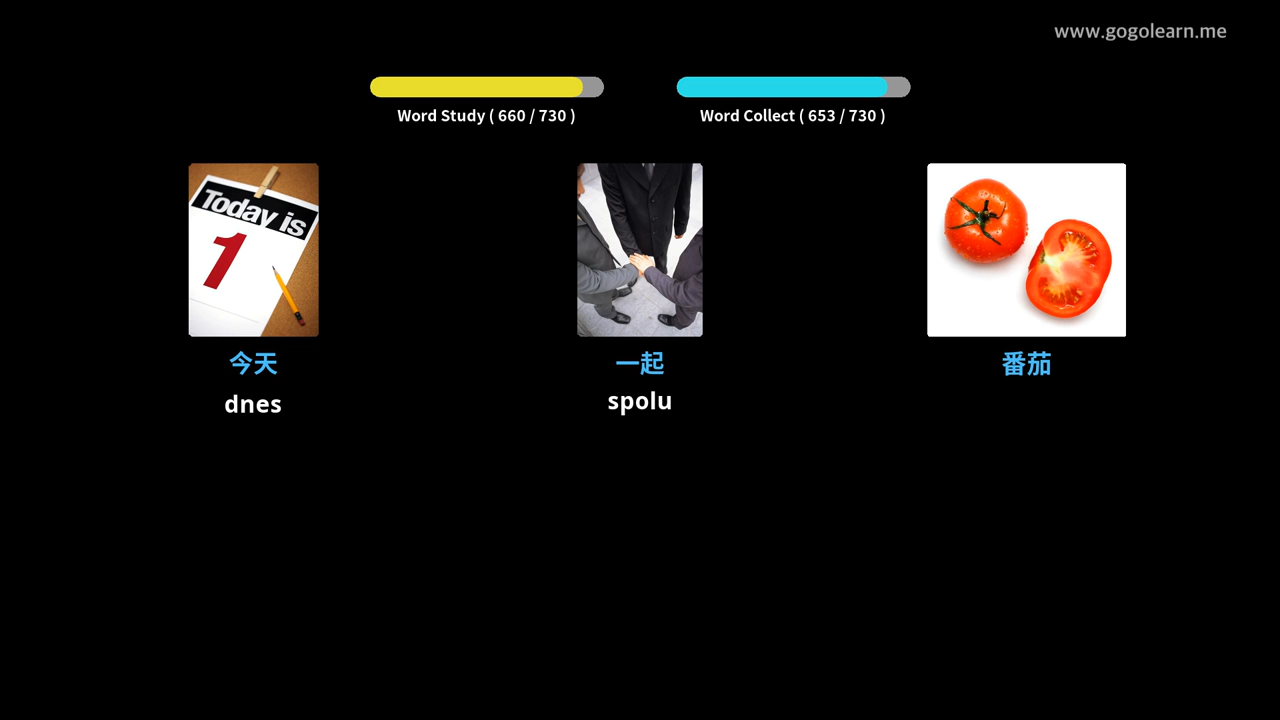 www.gogolearn.me
Word Study ( 660 / 730 )
Word Collect ( 653 / 730 )
Today is
1
今天
一起
番茄
dnes
spolu